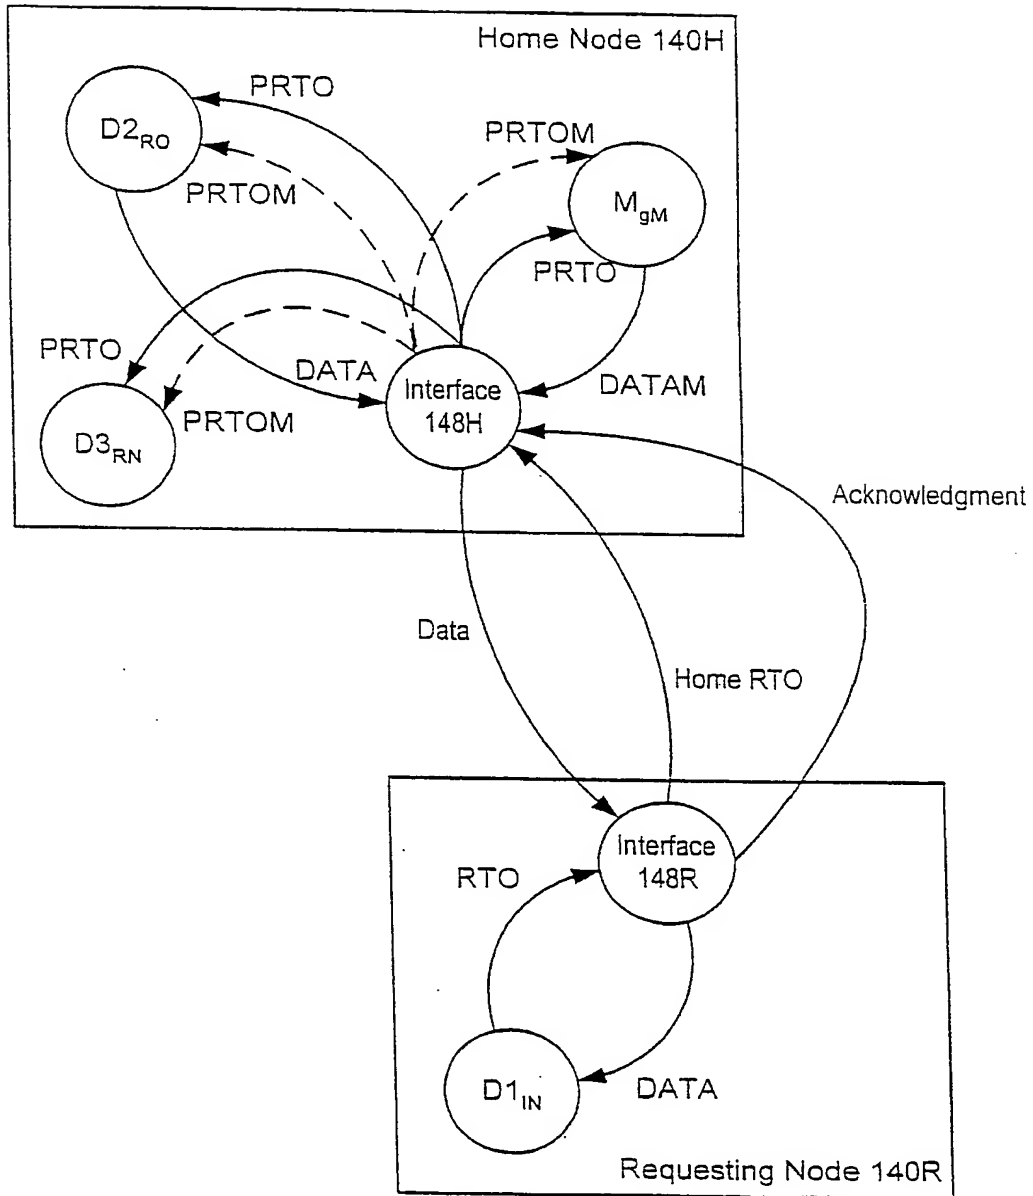 Home Node 140H
PRTO
D2RO
PRTOM
PRTOM
MgM
PRTO
PRTO
DATA
Interface
148H
DATAM
PRTOM
D3RN
Acknowledgment
Data
Home RTO
Interface
148R
RTO
D1IN
DATA
Requesting Node 140R